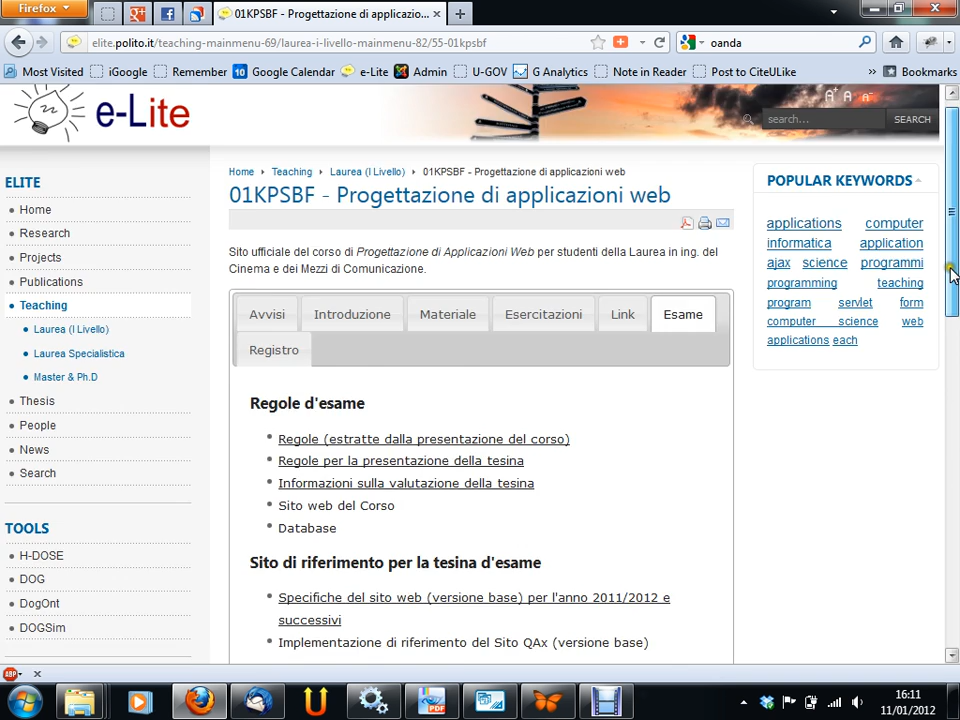 Firefox
01KPSBF - Progettazione di applicazio...
elite.polito.it/teaching-mainmenu-69/laurea-i-livello-mainmenu-82/55-01kpsbf
oanda
Most Visited iGoogle Remember 10 Google Calendar e-Lite Admin U-GOV G Analytics Note in Reader Post to CiteULike » Bookmarks
e-Lite
A+ A A-
search... SEARCH
Home Teaching Laurea (I Livello) 01KPSBF - Progettazione di applicazioni web
01KPSBF - Progettazione di applicazioni web
Sito ufficiale del corso di Progettazione di Applicazioni Web per studenti della Laurea in ing. del
Cinema e dei Mezzi di Comunicazione.
Avvisi Introduzione Materiale Esercitazioni Link Esame
Registro
Regole d'esame
Regole (estratte dalla presentazione del corso)
Regole per la presentazione della tesina
Informazioni sulla valutazione della tesina
Sito web del Corso
Database
Sito di riferimento per la tesina d'esame
Specifiche del sito web (versione base) per l'anno 2011/2012 e
successivi
Implementazione di riferimento del Sito QAx (versione base)
ELITE
Home
Research
Projects
Publications
Teaching
Laurea (I Livello)
Laurea Specialistica
Master & Ph.D
Thesis
People
News
Search
TOOLS
H-DOSE
DOG
DogOnt
DOGSim
POPULAR KEYWORDS
applications computer
informatica application
ajax science programmi
programming teaching
program servlet form
computer science web
applications each
ABP
PDF
16:11
11/01/2012